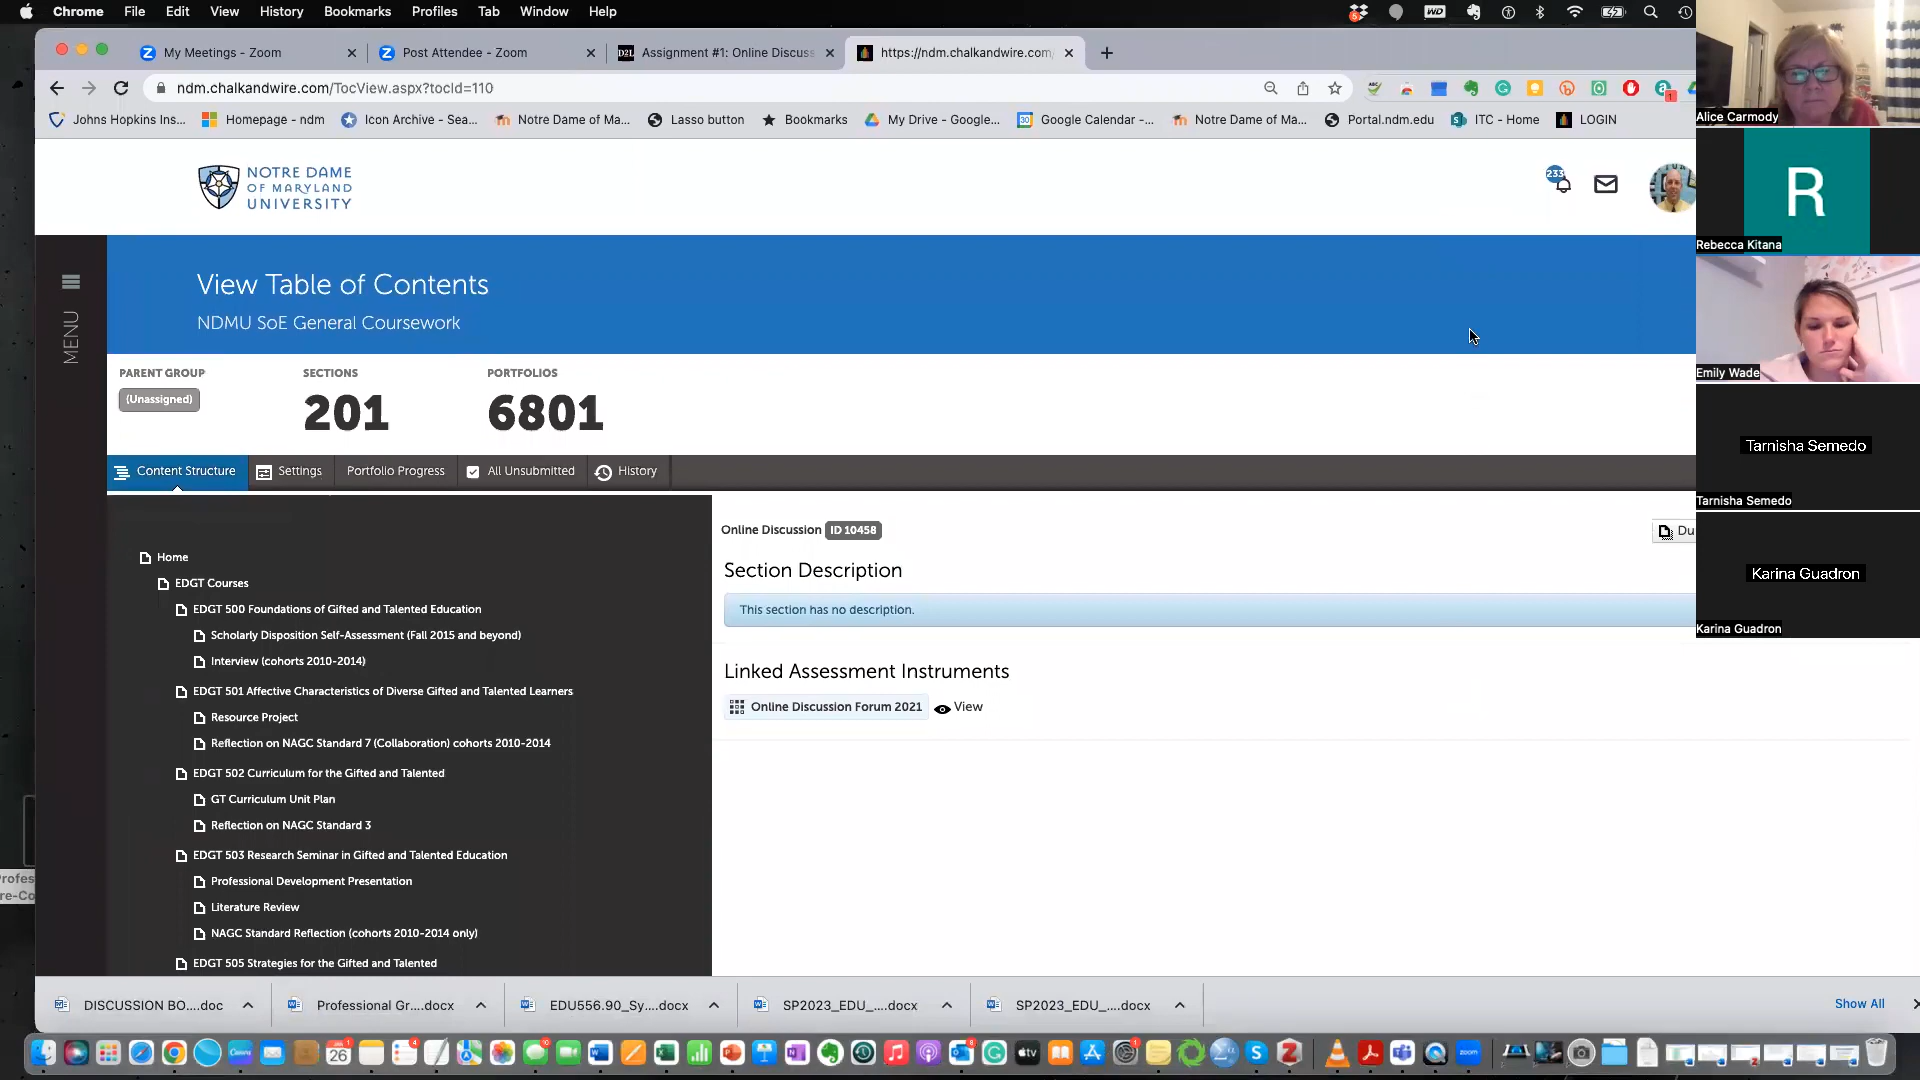 Chrome File Edit View History Bookmarks Profiles Tab Window Help
My Meetings - Zoom
Post Attendee - Zoom
D2L Assignment #1: Online Discuss
https://ndm.chalkandwire.com/
ndm.chalkandwire.com/TocView.aspx?tocId=110
Johns Hopkins Ins...
Homepage - ndm
Icon Archive - Sea...
Notre Dame of Ma...
Lasso button
Bookmarks
My Drive - Google...
Google Calendar -...
Notre Dame of Ma...
Portal.ndm.edu
ITC - Home
LOGIN
NOTRE DAME
OF MARYLAND
UNIVERSITY
233
MENU
View Table of Contents
NDMU SoE General Coursework
PARENT GROUP
(Unassigned)
SECTIONS
201
PORTFOLIOS
6801
Content Structure
Settings
Portfolio Progress
All Unsubmitted
History
Home
EDGT Courses
EDGT 500 Foundations of Gifted and Talented Education
Scholarly Disposition Self-Assessment (Fall 2015 and beyond)
Interview (cohorts 2010-2014)
EDGT 501 Affective Characteristics of Diverse Gifted and Talented Learners
Resource Project
Reflection on NAGC Standard 7 (Collaboration) cohorts 2010-2014
EDGT 502 Curriculum for the Gifted and Talented
GT Curriculum Unit Plan
Reflection on NAGC Standard 3
EDGT 503 Research Seminar in Gifted and Talented Education
Professional Development Presentation
Literature Review
NAGC Standard Reflection (cohorts 2010-2014 only)
EDGT 505 Strategies for the Gifted and Talented
Online Discussion ID 10458
Du
Section Description
This section has no description.
Linked Assessment Instruments
Online Discussion Forum 2021 View
Alice Carmody
R
Rebecca Kitana
Emily Wade
Tarnisha Semedo
Tarnisha Semedo
Karina Guadron
Karina Guadron
DISCUSSION BO....doc
Professional Gr....docx
EDU556.90_Sy....docx
SP2023_EDU_....docx
SP2023_EDU_....docx
Show All